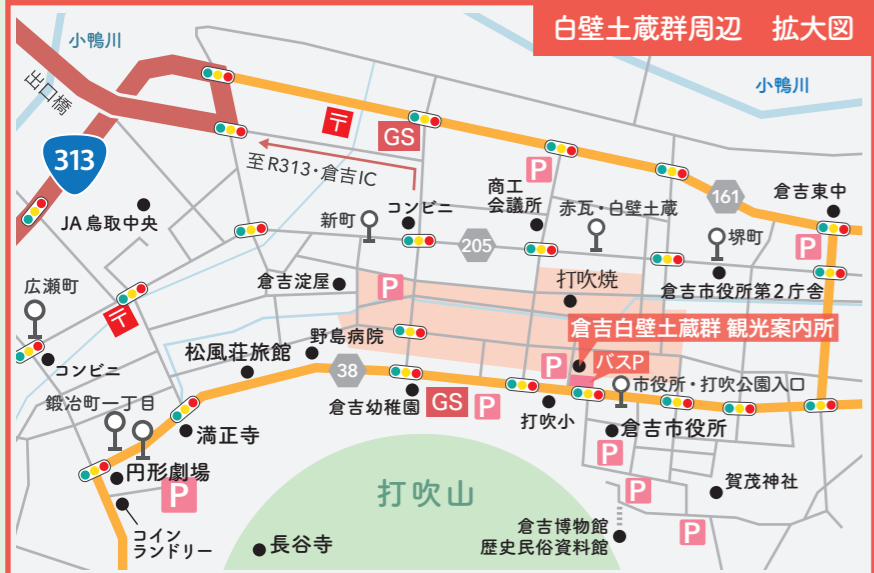 白壁土蔵群周辺　拡大図
小鴨川
小鴨川
出口橋
〒
GS
313
至R313・倉吉IC
P
商工
会議所
赤瓦・白壁土蔵
161
倉吉東中
JA 鳥取中央
新町
コンビニ
205
堺町
P
広瀬町
倉吉淀屋
P
打吹焼
倉吉市役所第2庁舎
〒
野島病院
倉吉白壁土蔵群 観光案内所
コンビニ
松風荘旅館
38
P
バスP
市役所・打吹公園入口
鍛冶町一丁目
倉吉幼稚園
GS
P
打吹小
倉吉市役所
満正寺
P
円形劇場
P
打吹山
P
賀茂神社
コイン
ランドリー
長谷寺
倉吉博物館
歴史民俗資料館
P